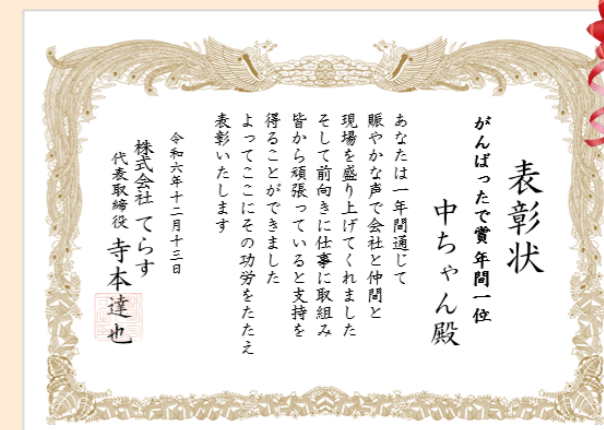 表彰状
がんばったで賞 年間一位
中ちゃん殿
あなたは一年間通じて
賑やかな声で会社と仲間と
現場を盛り上げてくれました
そして前向きに仕事に取組み
皆から頑張っていると支持を
得ることができました
よってここにその功労をたたえ
表彰いたします
令和六年十二月十三日
株式会社 てらす
代表取締役 寺本達也